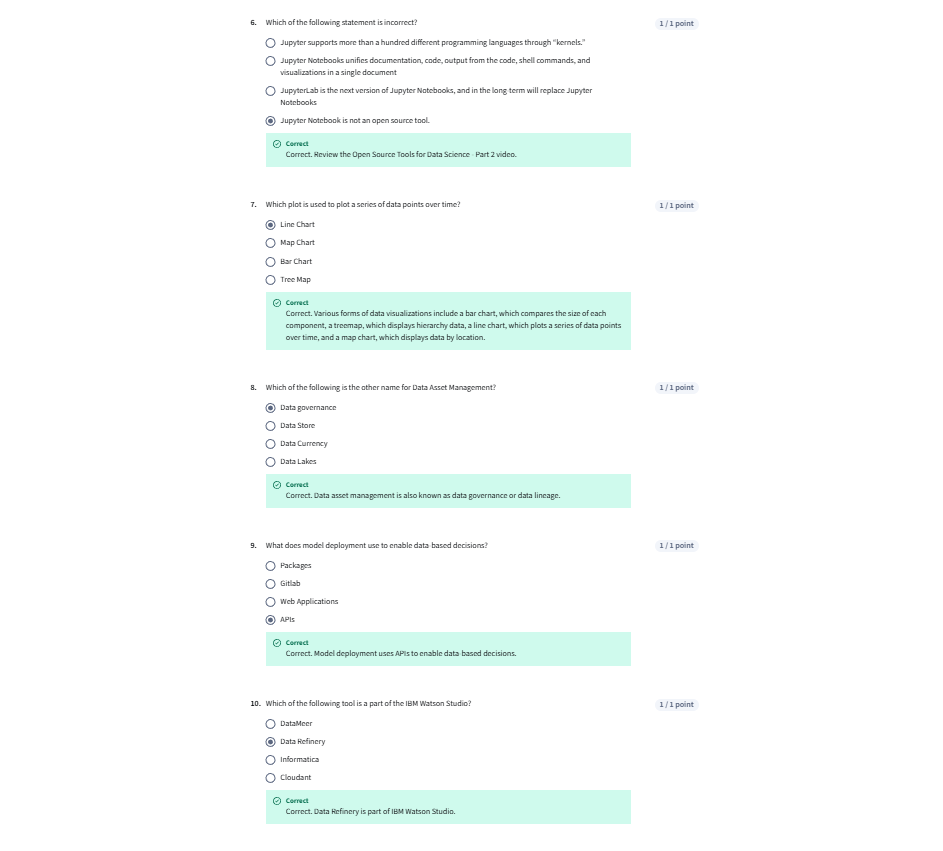 6. Which of the following statement is incorrect? 1 / 1 point
Jupyter supports more than a hundred different programming languages through “kernels.”
Jupyter Notebooks unifies documentation, code, output from the code, shell commands, and
visualizations in a single document
JupyterLab is the next version of Jupyter Notebooks, and in the long-term will replace Jupyter
Notebooks
Jupyter Notebook is not an open source tool.
Correct
Correct. Review the Open Source Tools for Data Science - Part 2 video.
7. Which plot is used to plot a series of data points over time? 1 / 1 point
Line Chart
Map Chart
Bar Chart
Tree Map
Correct
Correct. Various forms of data visualizations include a bar chart, which compares the size of each
component, a treemap, which displays hierarchy data, a line chart, which plots a series of data points
over time, and a map chart, which displays data by location.
8. Which of the following is the other name for Data Asset Management? 1 / 1 point
Data governance
Data Store
Data Currency
Data Lakes
Correct
Correct. Data asset management is also known as data governance or data lineage.
9. What does model deployment use to enable data-based decisions? 1 / 1 point
Packages
Gitlab
Web Applications
APIs
Correct
Correct. Model deployment uses APIs to enable data-based decisions.
10. Which of the following tool is a part of the IBM Watson Studio? 1 / 1 point
DataMeer
Data Refinery
Informatica
Cloudant
Correct
Correct. Data Refinery is part of IBM Watson Studio.